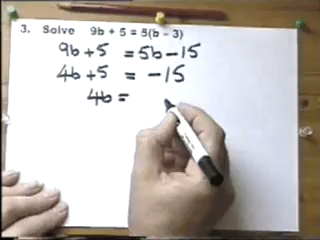 3. Solve 9b + 5 = 5(b - 3)
9b + 5 = 5b - 15
4b + 5 = - 15
4b =